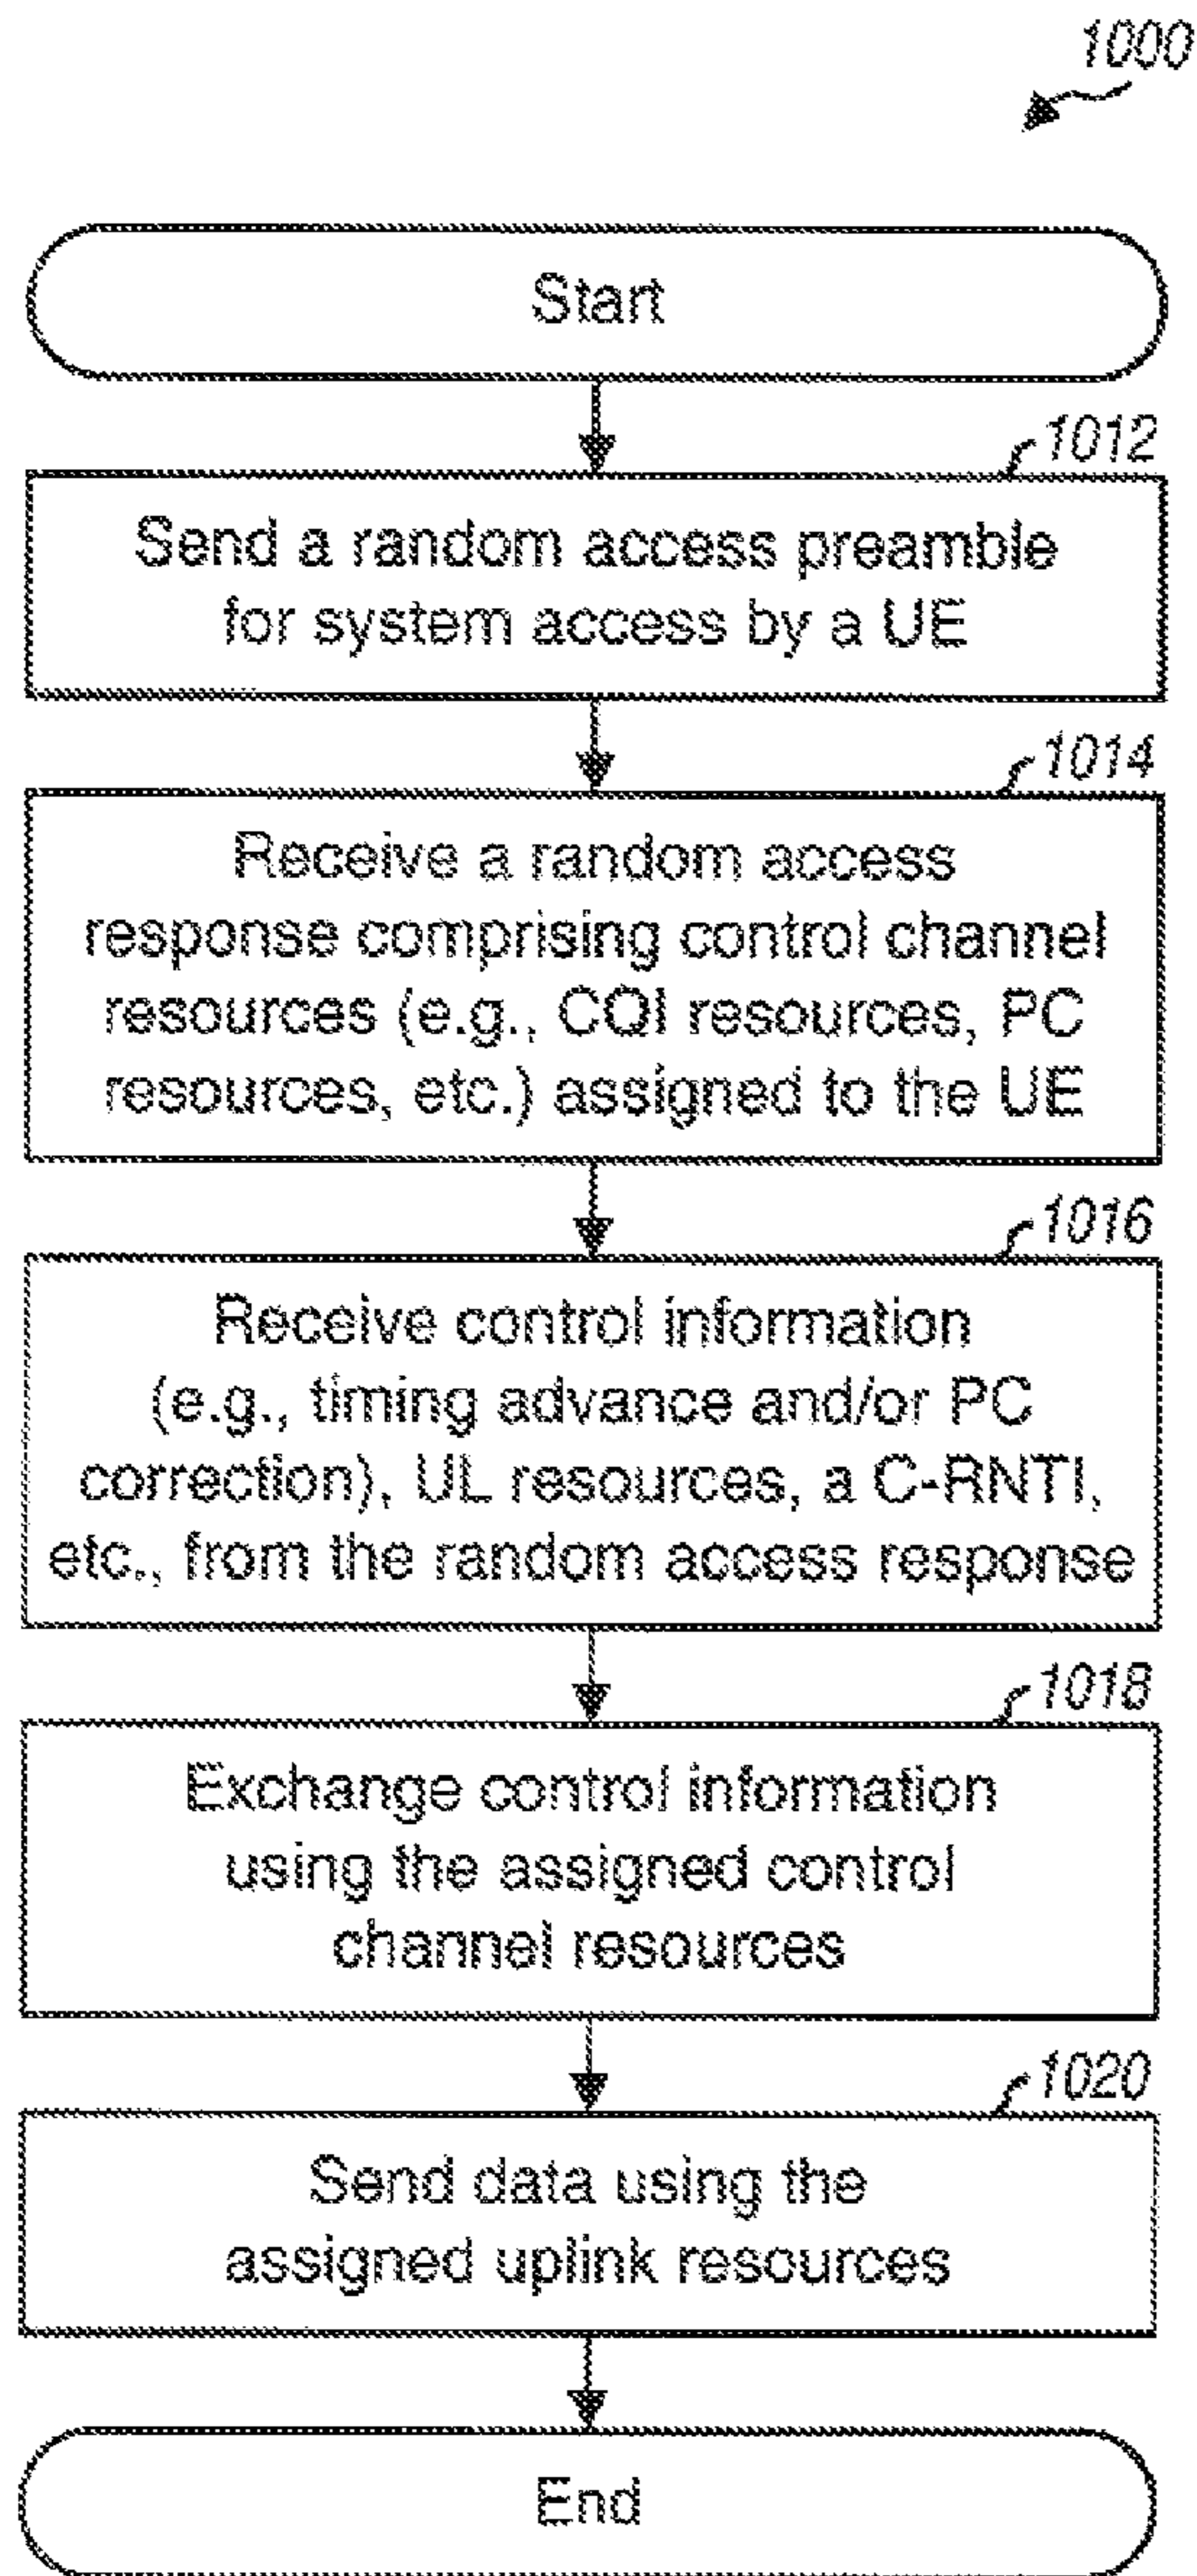 1000
Start
1012
Send a random access preamble
for system access by a UE
1014
Receive a random access
response comprising control channel
resources (e.g., CQI resources, PC
resources, etc.) assigned to the UE
1016
Receive control information
(e.g., timing advance and/or PC
correction), UL resources, a C-RNTI,
etc., from the random access response
1018
Exchange control information
using the assigned control
channel resources
1020
Send data using the
assigned uplink resources
End